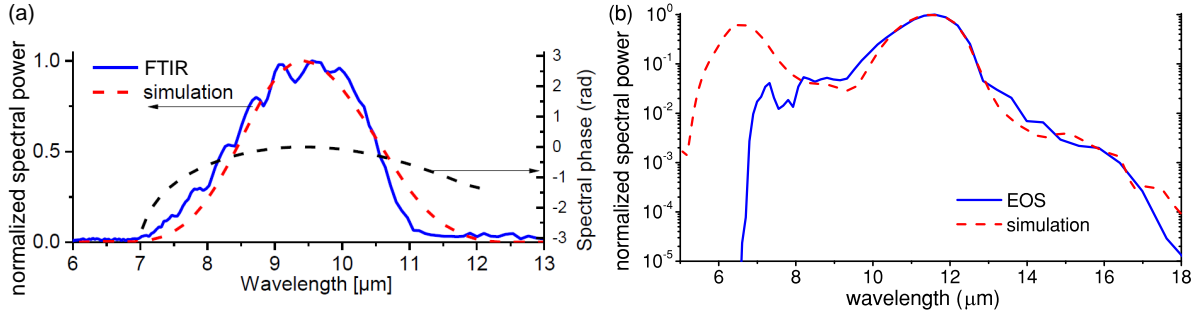 (a)
normalized spectral power
1.0
0.5
0.0
FTIR
simulation
6 7 8 9 10 11 12 13
Wavelength [µm]
3
2
1
0
-1
-2
-3
Spectral phase (rad)
(b)
normalized spectral power
10^0
10^-1
10^-2
10^-3
10^-4
10^-5
EOS
simulation
6 8 10 12 14 16 18
wavelength (µm)